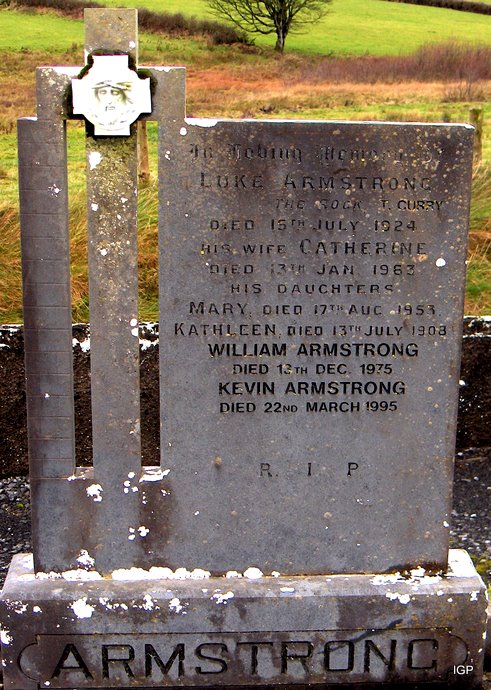 In Loving Memory of
LUKE ARMSTRONG
THE ROCK T. CURRY
DIED 15TH JULY 1924
HIS WIFE CATHERINE
DIED 13TH JAN 1963
HIS DAUGHTERS
MARY, DIED 17TH AUG. 1953
KATHLEEN, DIED 13TH JULY 1908
WILLIAM ARMSTRONG
DIED 13TH DEC. 1975
KEVIN ARMSTRONG
DIED 22ND MARCH 1995
R. I P
ARMSTRONG
IGP